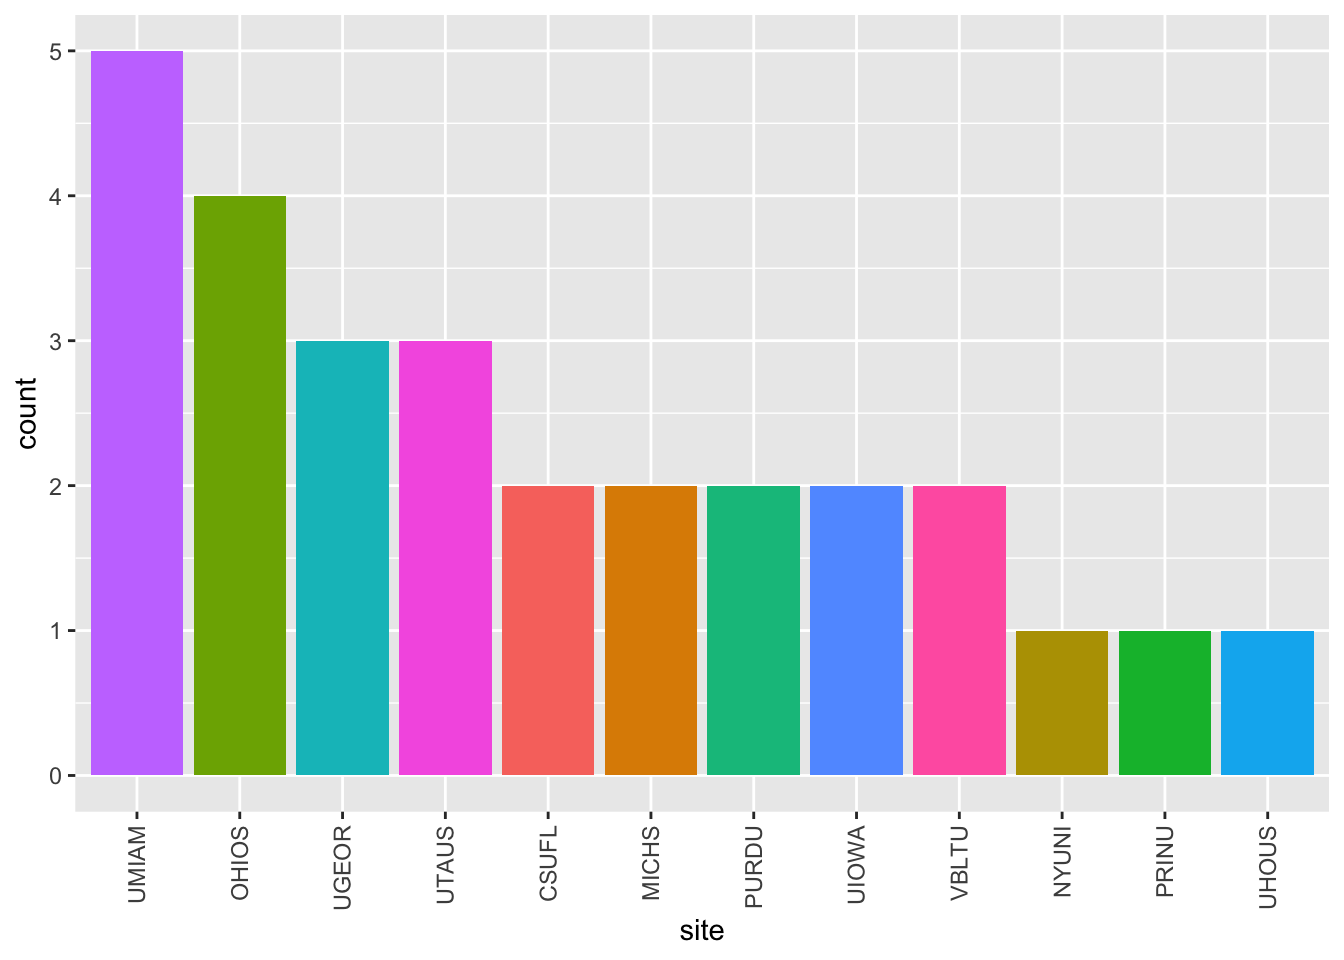 count
5
4
3
2
1
0
UMIAM
OHIOS
UGEOR
UTAUS
CSUFL
MICHS
PURDU
UIOWA
VBLTU
NYUNI
PRINU
UHOUS
site